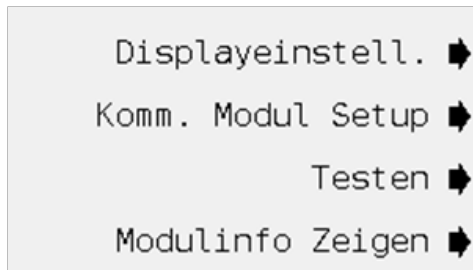 Displayeinstell.
Komm. Modul Setup
Testen
Modulinfo Zeigen